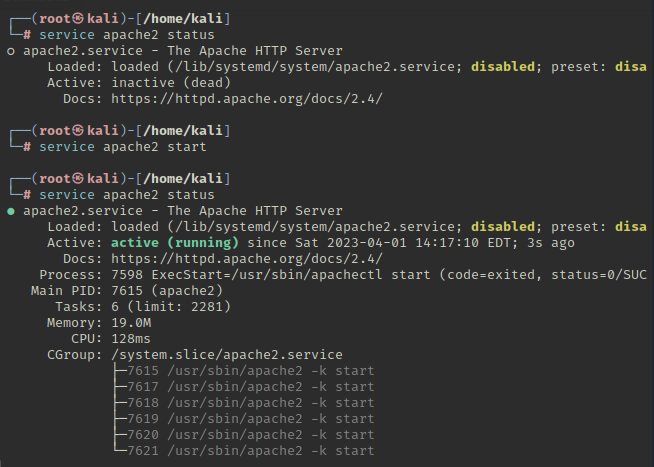 ┌──(root㉿kali)-[/home/kali]
└─# service apache2 status
○ apache2.service - The Apache HTTP Server
     Loaded: loaded (/lib/systemd/system/apache2.service; disabled; preset: disa
     Active: inactive (dead)
       Docs: https://httpd.apache.org/docs/2.4/

┌──(root㉿kali)-[/home/kali]
└─# service apache2 start

┌──(root㉿kali)-[/home/kali]
└─# service apache2 status
● apache2.service - The Apache HTTP Server
     Loaded: loaded (/lib/systemd/system/apache2.service; disabled; preset: disa
     Active: active (running) since Sat 2023-04-01 14:17:10 EDT; 3s ago
       Docs: https://httpd.apache.org/docs/2.4/
    Process: 7598 ExecStart=/usr/sbin/apachectl start (code=exited, status=0/SUC
   Main PID: 7615 (apache2)
      Tasks: 6 (limit: 2281)
     Memory: 19.0M
        CPU: 128ms
     CGroup: /system.slice/apache2.service
             ├─7615 /usr/sbin/apache2 -k start
             ├─7617 /usr/sbin/apache2 -k start
             ├─7618 /usr/sbin/apache2 -k start
             ├─7619 /usr/sbin/apache2 -k start
             ├─7620 /usr/sbin/apache2 -k start
             └─7621 /usr/sbin/apache2 -k start